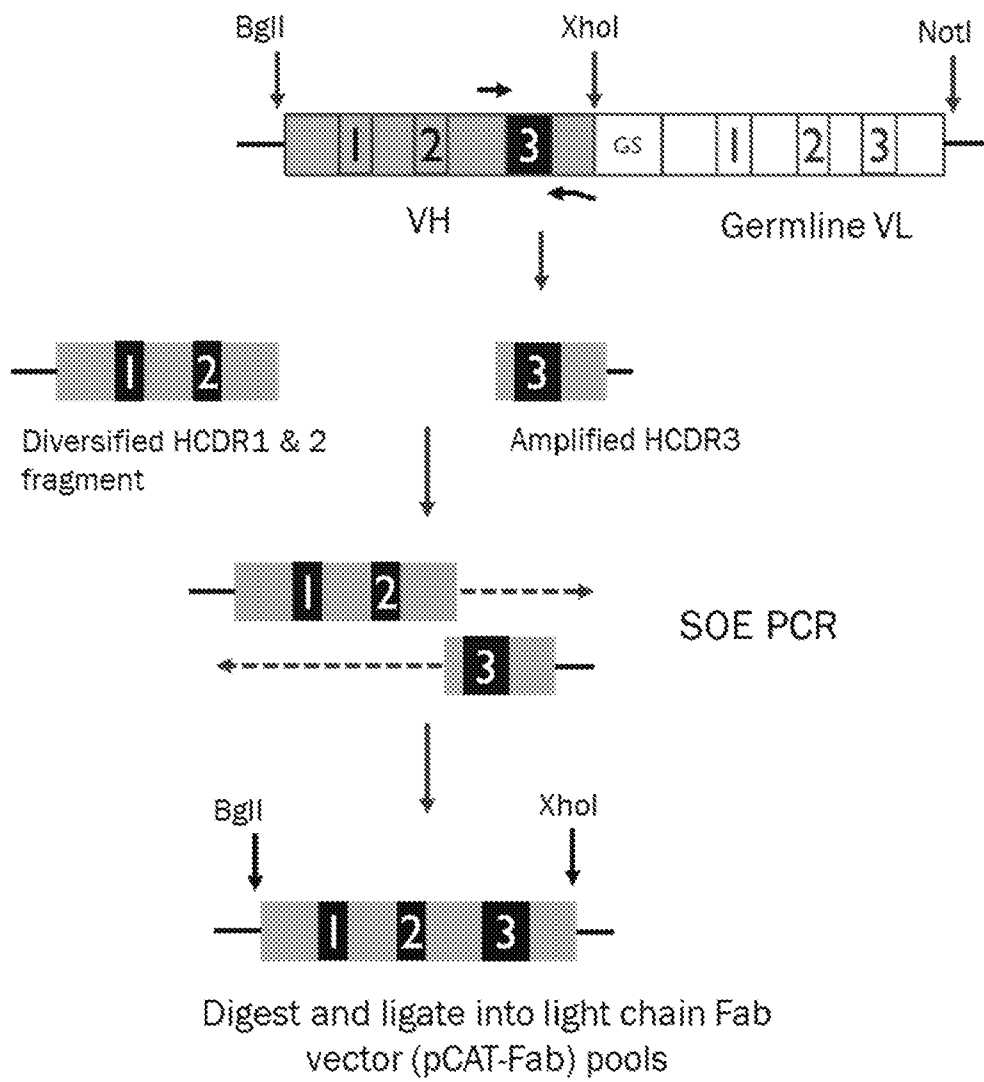 BglI XhoI NotI
1 2 3 GS 1 2 3
VH Germline VL
1 2 3
Diversified HCDR1 & 2 Amplified HCDR3
fragment
1 2
SOE PCR
3
BglI XhoI
1 2 3
Digest and ligate into light chain Fab
vector (pCAT-Fab) pools